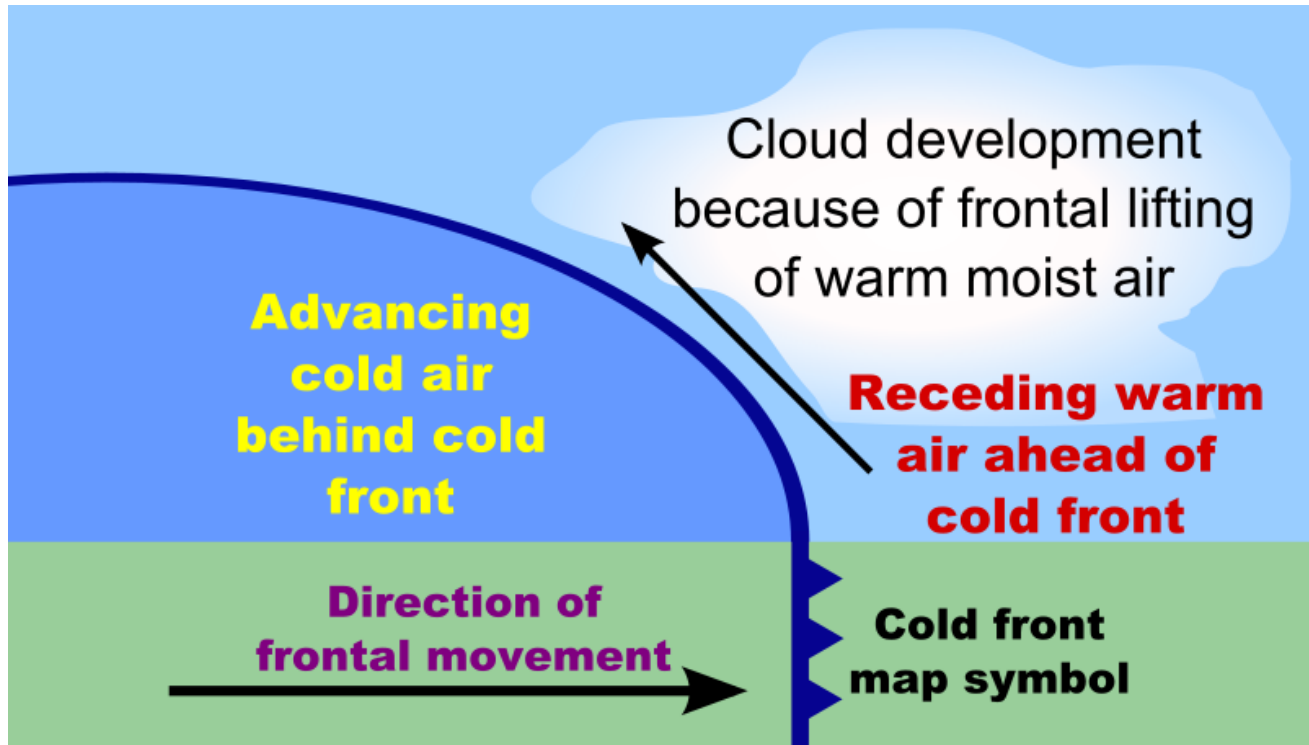 Cloud development
because of frontal lifting
of warm moist air
Advancing
cold air
behind cold
front
Receding warm
air ahead of
cold front
Direction of
frontal movement
Cold front
map symbol